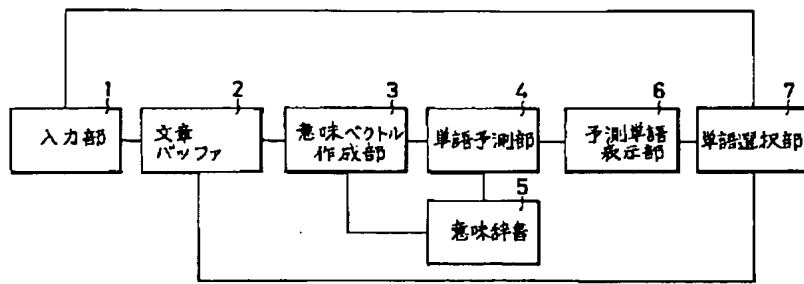 1
入力部
2
文章
バッファ
3
意味ベクトル
作成部
4
単語予測部
5
意味辞書
6
予測単語
表示部
7
単語選択部